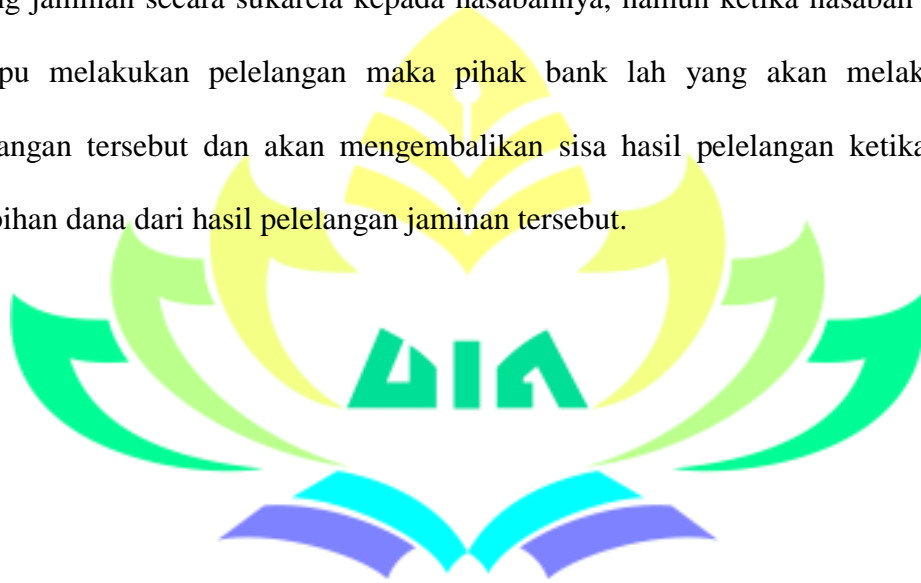 ng jaminan secara sukarela kepada nasabahnya, namun ketika nasabah
pu melakukan pelelangan maka pihak bank lah yang akan melak
angan tersebut dan akan mengembalikan sisa hasil pelelangan ketika
bihan dana dari hasil pelelangan jaminan tersebut.
UIN